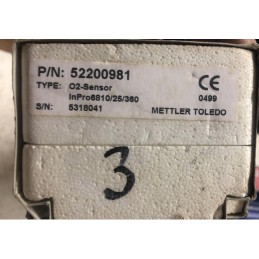 P/N: 52200981
TYPE: O2-Sensor
InPro6810/25/360
S/N: 5318041
CE
0499
METTLER TOLEDO
3